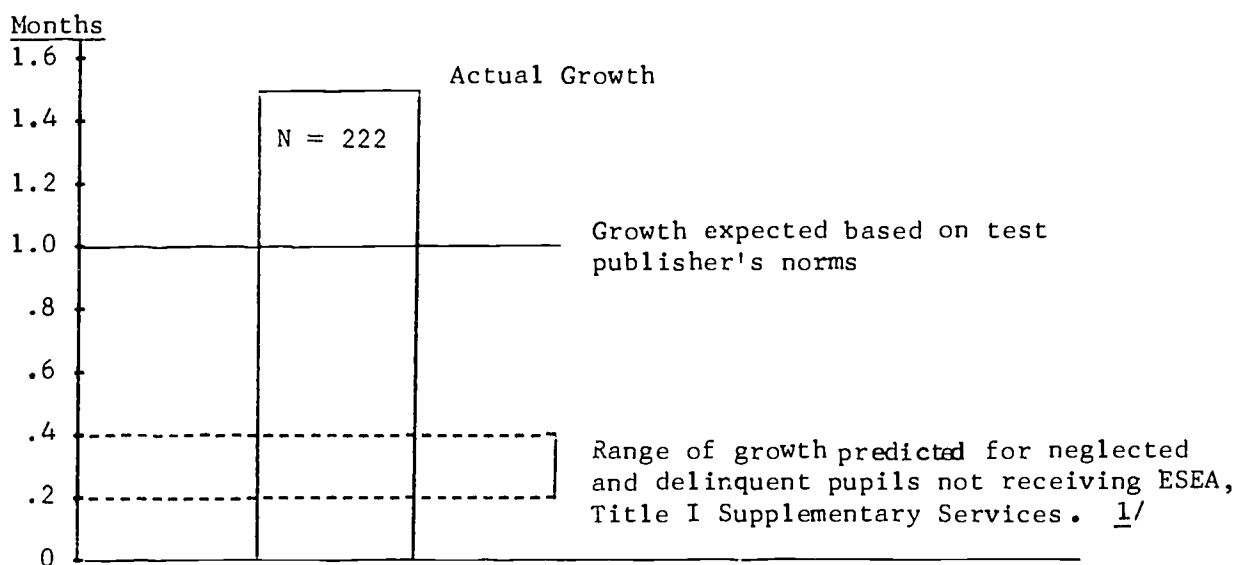 Months
1.6
Actual Growth
1.4
N = 222
1.2
1.0
Growth expected based on test
publisher's norms
.8
.6
.4
Range of growth predicted for neglected
and delinquent pupils not receiving ESEA,
.2
Title I Supplementary Services. 1/
0